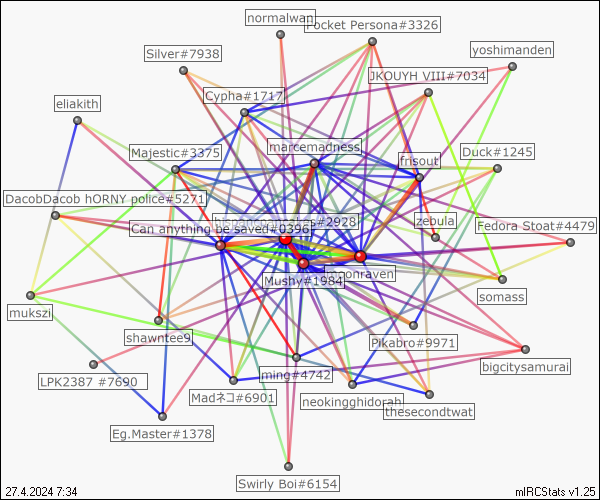 normalwan
Pocket Persona#3326
Silver#7938
yoshimanden
JKOUYH VIII#7034
Cypha#1717
eliakith
marcemadness
Majestic#3375
frisout
Duck#1245
DacobDacob hORNY police#5271
#2928
zebula
Fedora Stoat#4479
Can anything be saved#0396
Mushy#1984
somass
mukszi
shawntee9
Pikabro#9971
ming#4742
bigcitysamurai
LPK2387 #7690
Madネコ#6901
neokingghidorah
thesecondtwat
Eg.Master#1378
Swirly Boi#6154
27.4.2024 7:34
mIRCStats v1.25